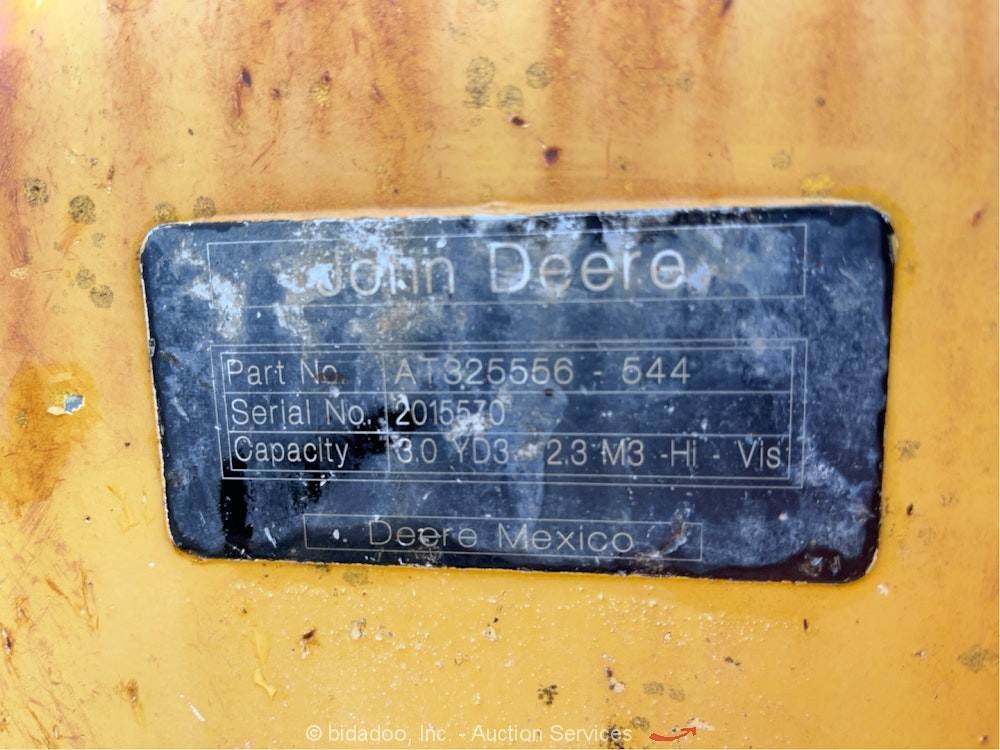 John Deere
Part No. AT325556 - 544
Serial No. 2015570
Capacity 3.0 YD3 - 2.3 M3 -Hi - Vis
Deere Mexico
© bidadoo, Inc. - Auction Services